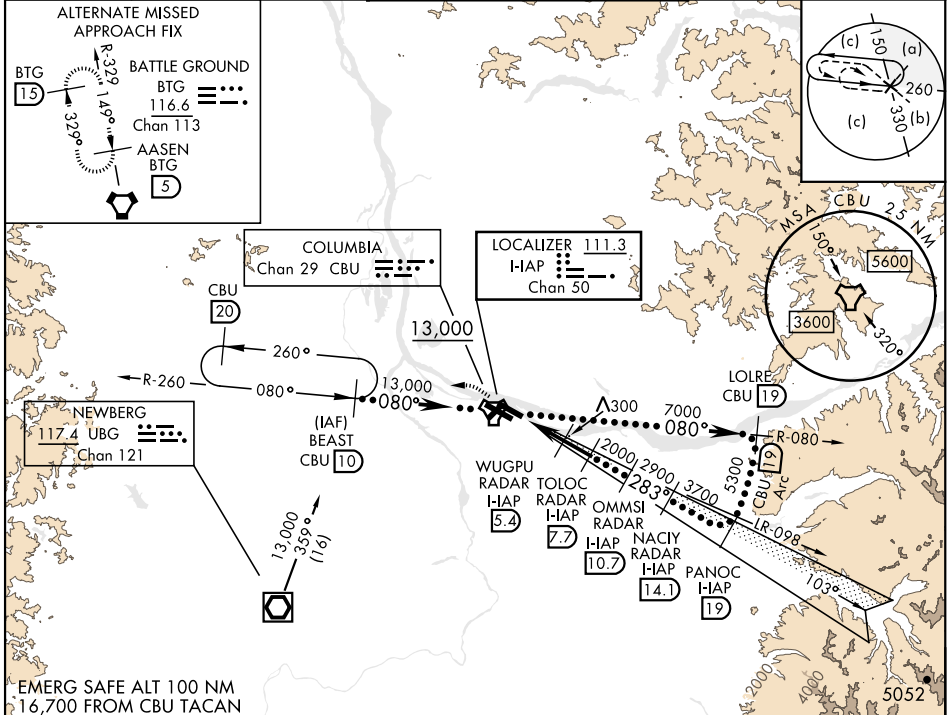 ALTERNATE MISSED
APPROACH FIX
R-329
BTG
15
149°
329°
BATTLE GROUND
BTG
116.6
Chan 113
AASEN
BTG
5
(c)
150
(a)
260
(b)
330
(c)
MSA CBU 25 NM
150°
5600
3600
320°
COLUMBIA
Chan 29 CBU
LOCALIZER 111.3
I-IAP
Chan 50
CBU
20
13,000
260°
R-260
080°
13,000
080°
(IAF)
BEAST
CBU 10
NEWBERG
117.4 UBG
Chan 121
13,000
359°
(16)
LOLRE
CBU 19
300
7000
080°
R-080
19
CBU
Arc
5300
2000
2900
283°
3700
LR-098
103°
WUGPU
RADAR
I-IAP
5.4
TOLOC
RADAR
I-IAP
7.7
OMMSI
RADAR
I-IAP
10.7
NACIY
RADAR
I-IAP
14.1
PANOC
I-IAP
19
2000
4000
5052
EMERG SAFE ALT 100 NM
16,700 FROM CBU TACAN